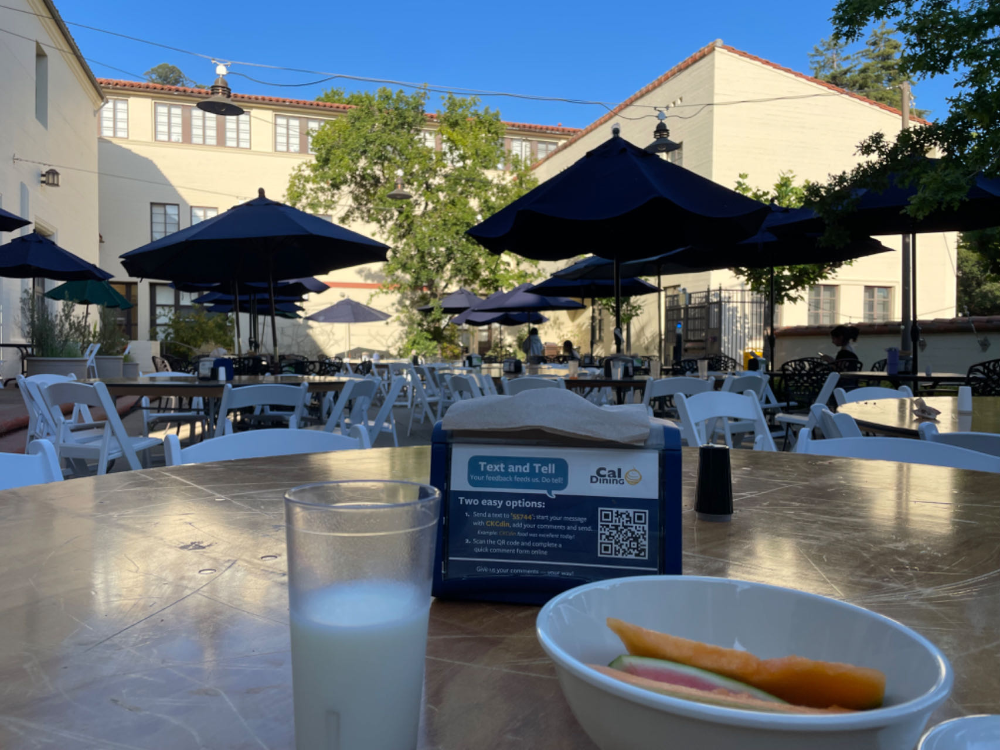 Text and Tell
Your feedback feeds us. Do tell!
Cal
Dining
Two easy options:
1. Send a text to '55744'; start your message
with CKCdin, add your comments and send.
Example: CKCdin food was excellent today!
2. Scan the QR code and complete a
quick comment form online
Give us your comments — your way!